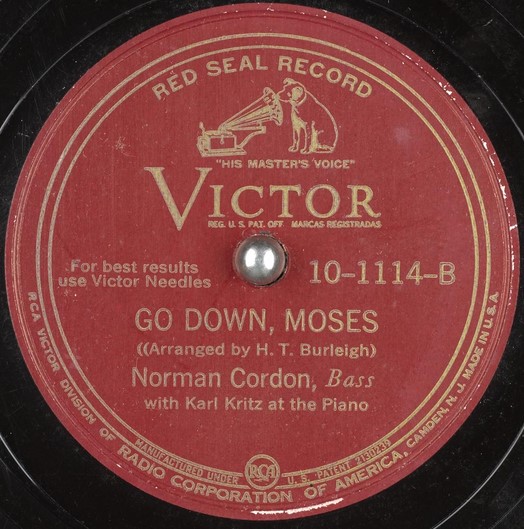 RED SEAL RECORD
"HIS MASTER'S VOICE"
VICTOR
REG. U. S. PAT. OFF. MARCAS REGISTRADAS
For best results
use Victor Needles
10-1114-B
GO DOWN, MOSES
((Arranged by H. T. Burleigh)
Norman Cordon, Bass
with Karl Kritz at the Piano
MANUFACTURED UNDER RCA U. S. PATENT 2130239
RCA VICTOR DIVISION OF RADIO CORPORATION OF AMERICA, CAMDEN, N. J. MADE IN U.S.A.